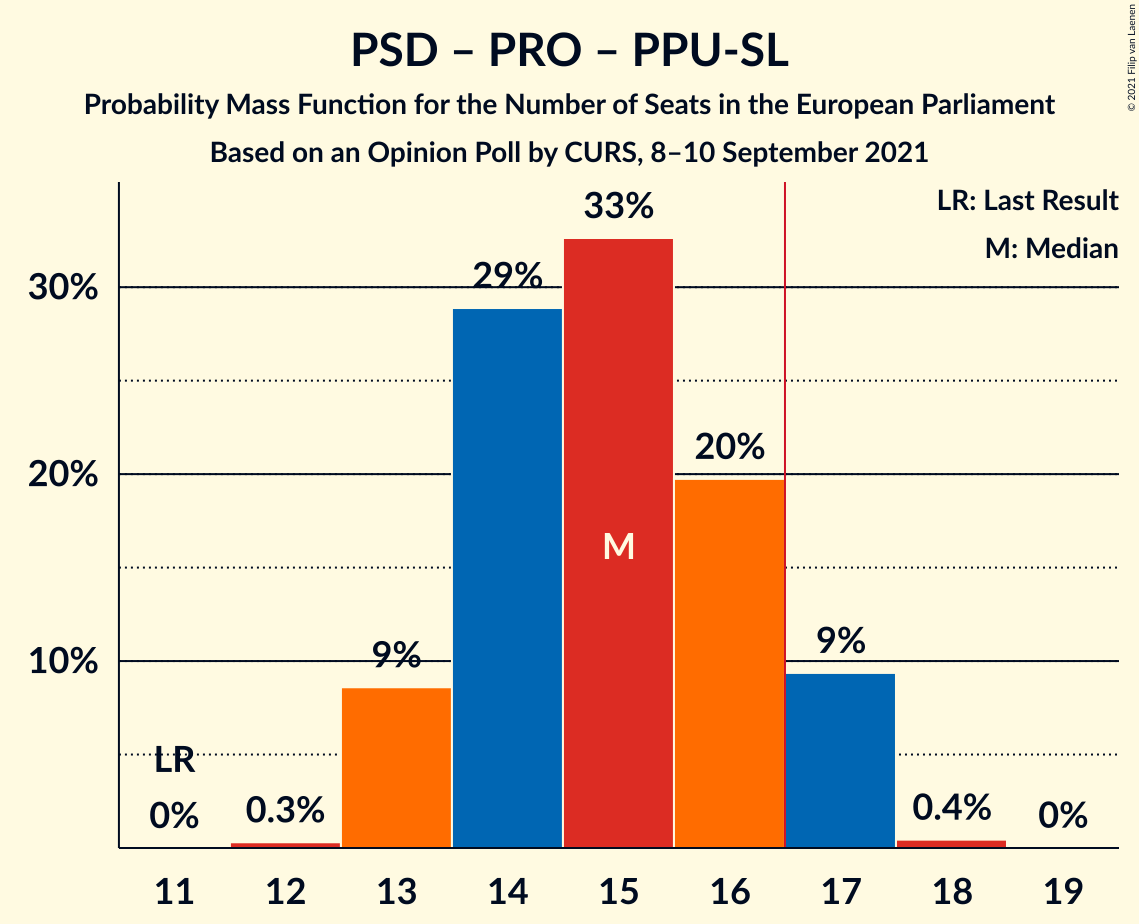 PSD – PRO – PPU-SL
Probability Mass Function for the Number of Seats in the European Parliament
Based on an Opinion Poll by CURS, 8–10 September 2021
© 2021 Filip van Laenen
LR: Last Result
M: Median
33%
29%
30%
20%
20%
M
9%
9%
10%
LR
0%
0.3%
0.4%
0%
11 12 13 14 15 16 17 18 19